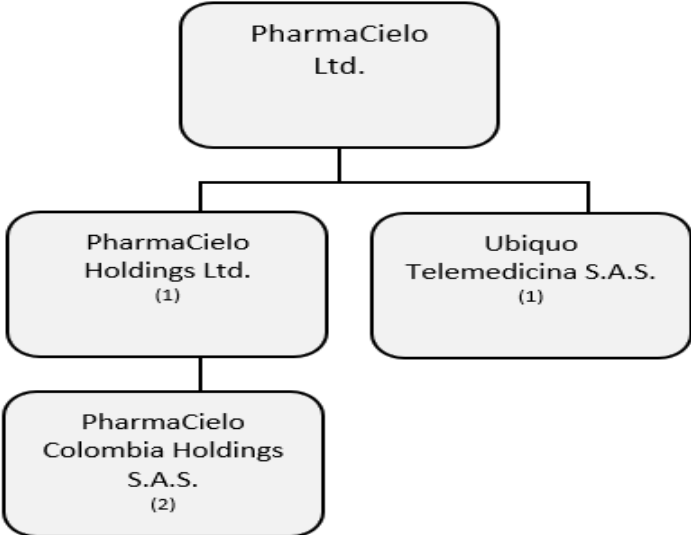 PharmaCielo
Ltd.
PharmaCielo
Holdings Ltd.
(1)
Ubiquo
Telemedicina S.A.S.
(1)
PharmaCielo
Colombia Holdings
S.A.S.
(2)